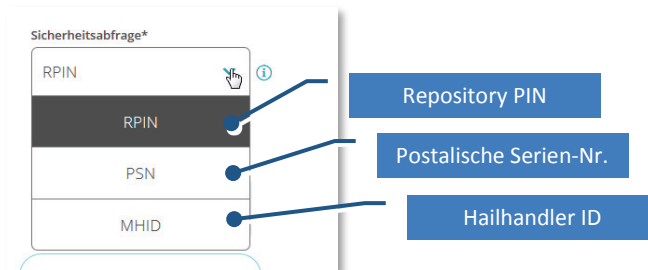 Sicherheitsabfrage*
RPIN
RPIN
PSN
MHID
Repository PIN
Postalische Serien-Nr.
Hailhandler ID